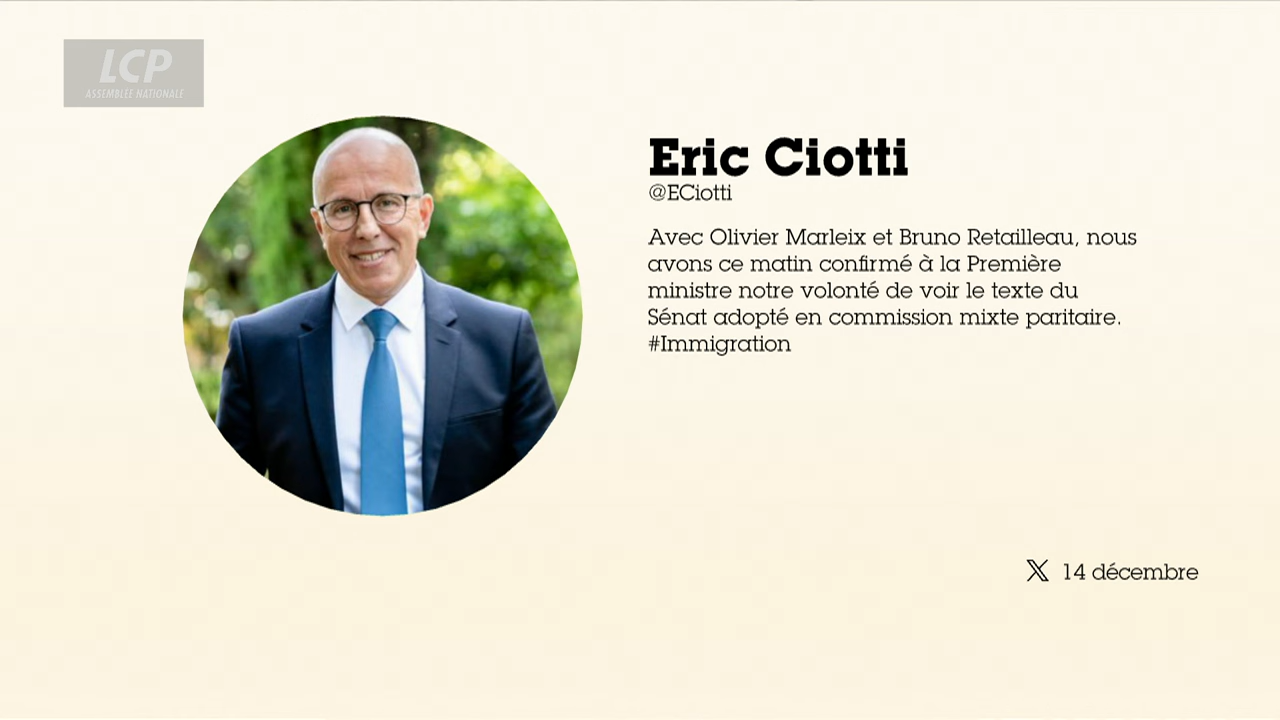 LCP
ASSEMBLÉE NATIONALE
Eric Ciotti
@ECiotti
Avec Olivier Marleix et Bruno Retailleau, nous
avons ce matin confirmé à la Première
ministre notre volonté de voir le texte du
Sénat adopté en commission mixte paritaire.
#Immigration
X 14 décembre